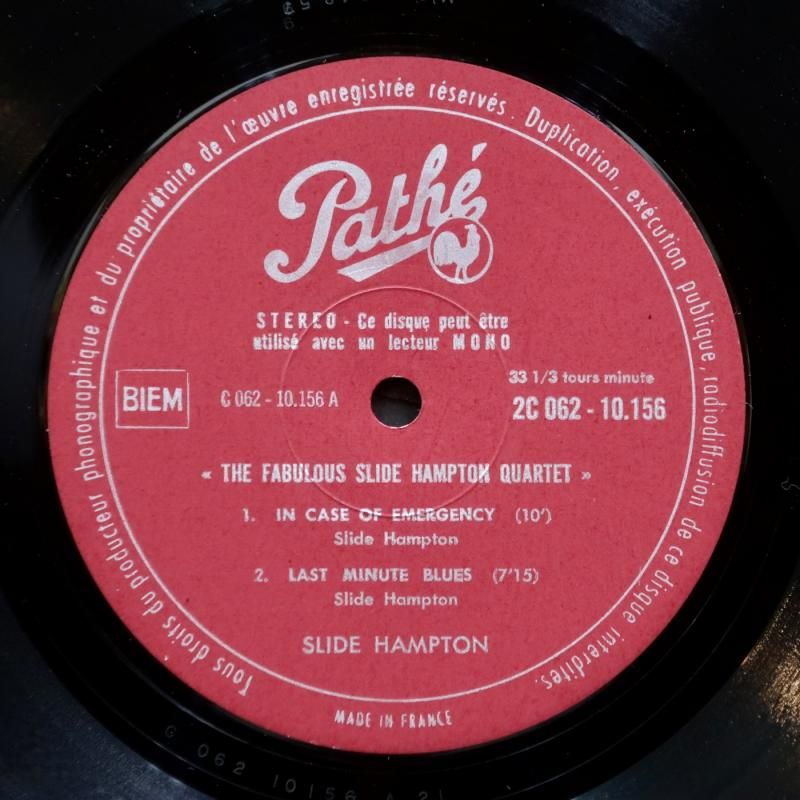 Tous droits du producteur phonographique et du propriétaire de l'œuvre enregistrée réservés. Duplication, exécution publique, radiodiffusion de ce disque interdites.
Pathé
STEREO - Ce disque peut être
utilisé avec un lecteur MONO
33 1/3 tours minute
BIEM
C 062 - 10.156 A
2C 062 - 10.156
« THE FABULOUS SLIDE HAMPTON QUARTET »
1. IN CASE OF EMERGENCY (10')
Slide Hampton
2. LAST MINUTE BLUES (7'15)
Slide Hampton
SLIDE HAMPTON
MADE IN FRANCE
062 10156 A 21